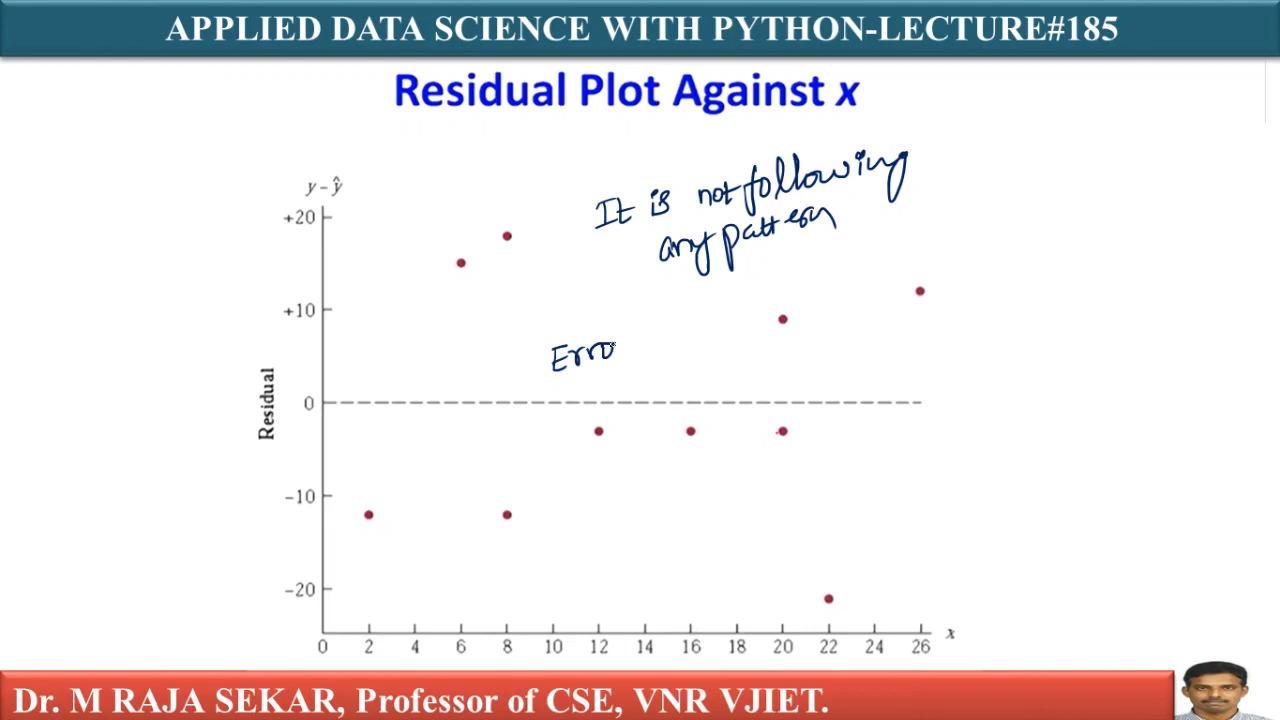 APPLIED DATA SCIENCE WITH PYTHON-LECTURE#185
Residual Plot Against x
y – ŷ
It is not following
any pattern
+20
+10
Erro
0
Residual
−10
−20
0 2 4 6 8 10 12 14 16 18 20 22 24 26 x
Dr. M RAJA SEKAR, Professor of CSE, VNR VJIET.